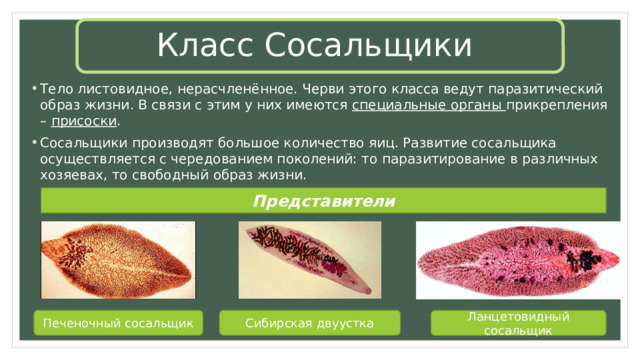 Класс Сосальщики
• Тело листовидное, нерасчленённое. Черви этого класса ведут паразитический
образ жизни. В связи с этим у них имеются специальные органы прикрепления
– присоски.
• Сосальщики производят большое количество яиц. Развитие сосальщика
осуществляется с чередованием поколений: то паразитирование в различных
хозяевах, то свободный образ жизни.
Представители
Печеночный сосальщик
Сибирская двуустка
Ланцетовидный
сосальщик